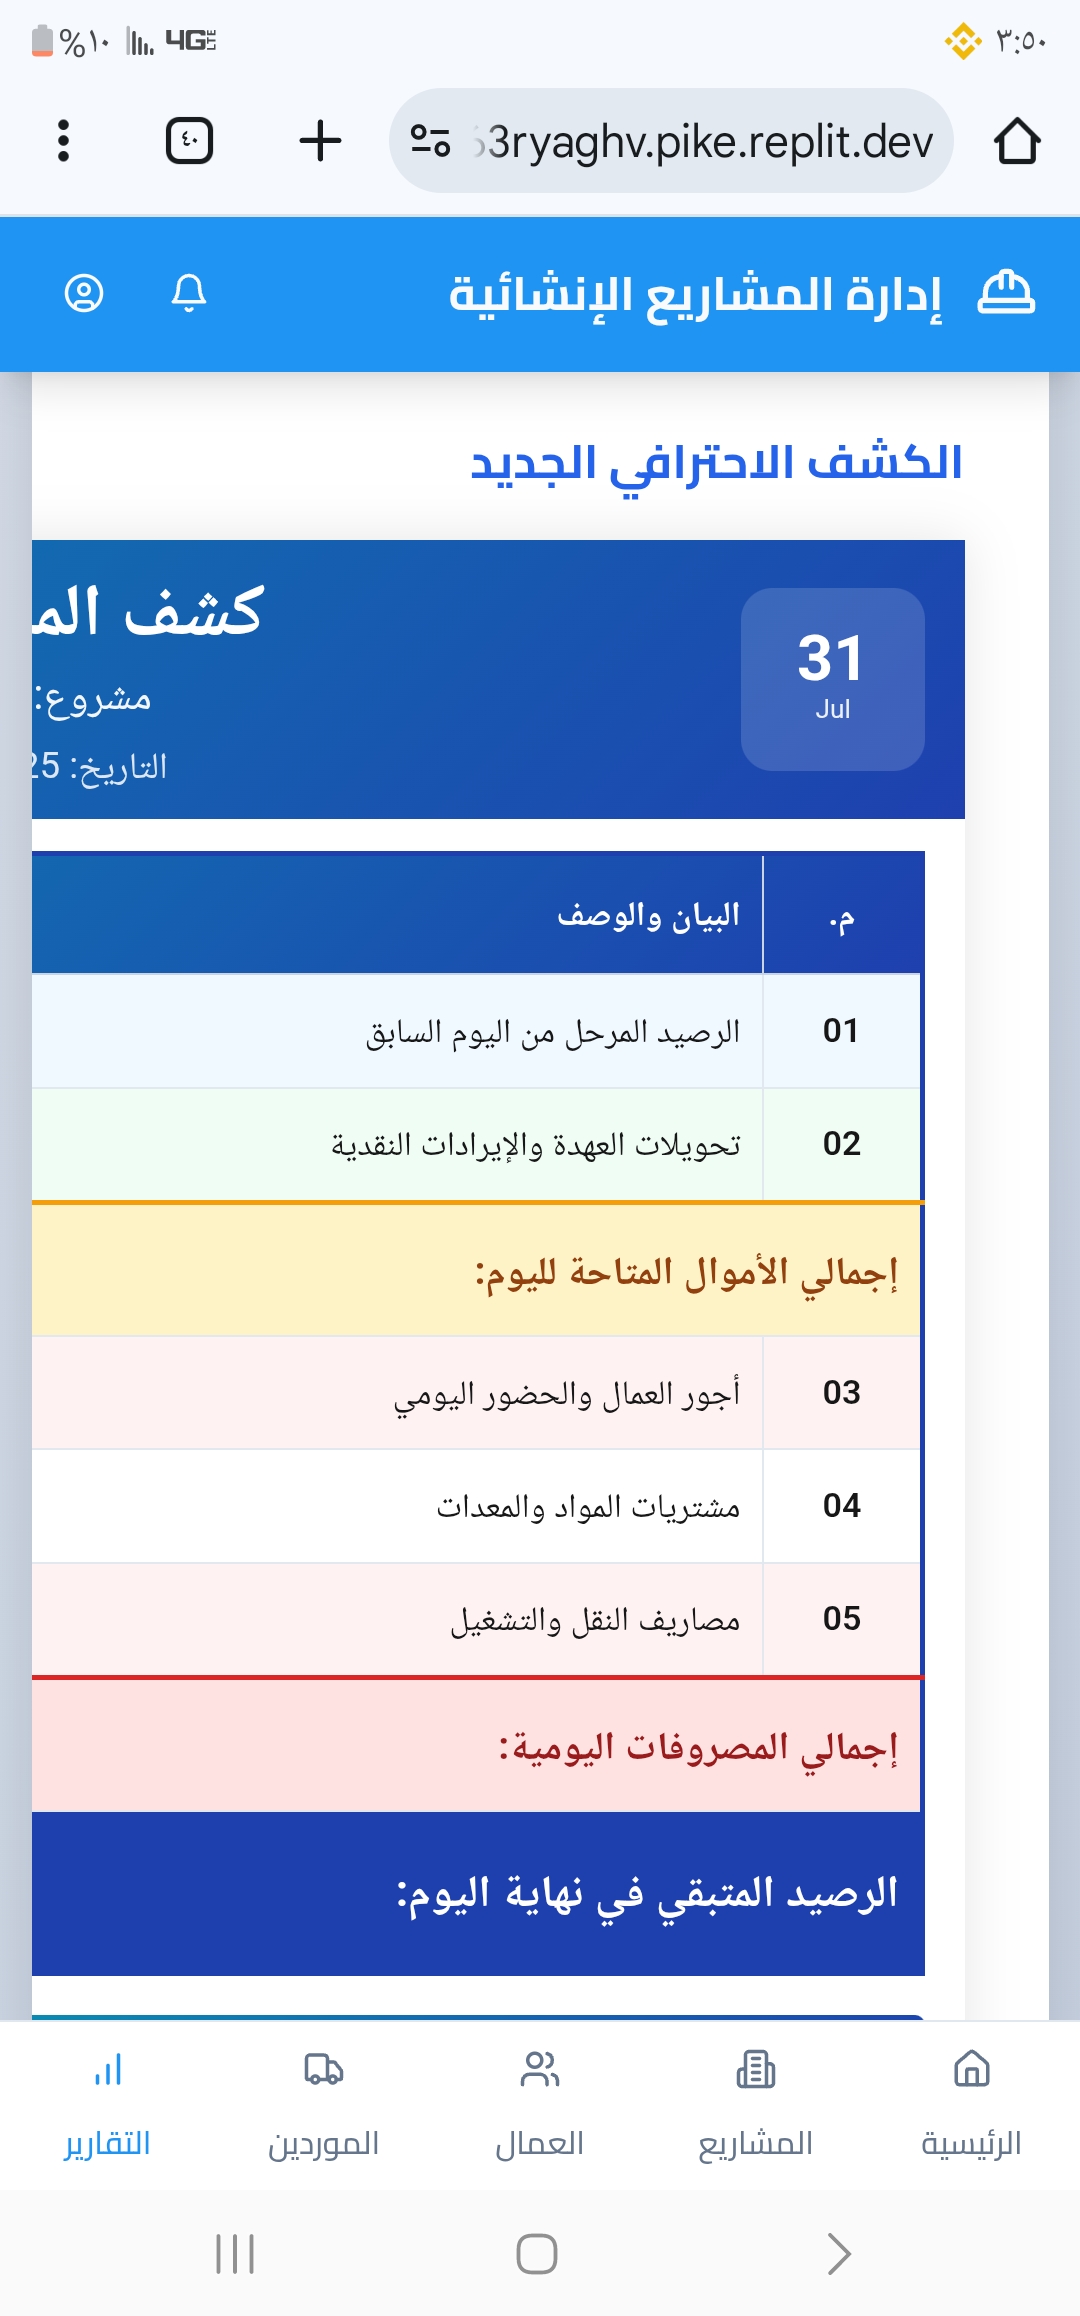 ٣:٥٠
4G LTE
%١٠
3ryaghv.pike.replit.dev
٤٠
إدارة المشاريع الإنشائية
الكشف الاحترافي الجديد
31
Jul
كشف
مشروع:
التاريخ:
م.
البيان والوصف
01
الرصيد المرحل من اليوم السابق
02
تحويلات العهدة والإيرادات النقدية
إجمالي الأموال المتاحة لليوم:
03
أجور العمال والحضور اليومي
04
مشتريات المواد والمعدات
05
مصاريف النقل والتشغيل
إجمالي المصروفات اليومية:
الرصيد المتبقي في نهاية اليوم:
الرئيسية
المشاريع
العمال
الموردين
التقارير